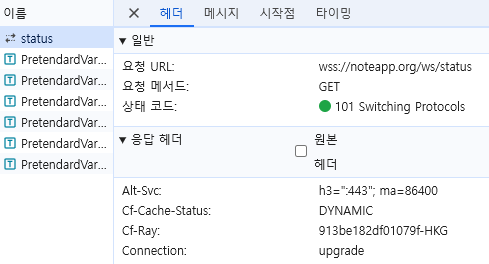 이름
status
PretendardVar...
PretendardVar...
PretendardVar...
PretendardVar...
PretendardVar...
PretendardVar...
헤더 메시지 시작점 타이밍
▼ 일반
요청 URL: wss://noteapp.org/ws/status
요청 메서드: GET
상태 코드: 101 Switching Protocols
▼ 응답 헤더 원본
헤더
Alt-Svc: h3=":443"; ma=86400
Cf-Cache-Status: DYNAMIC
Cf-Ray: 913be182df01079f-HKG
Connection: upgrade